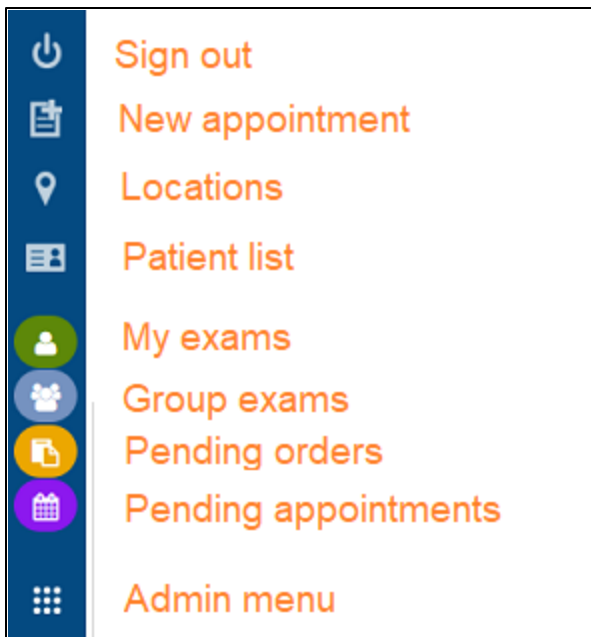 Sign out
New appointment
Locations
Patient list
My exams
Group exams
Pending orders
Pending appointments
Admin menu